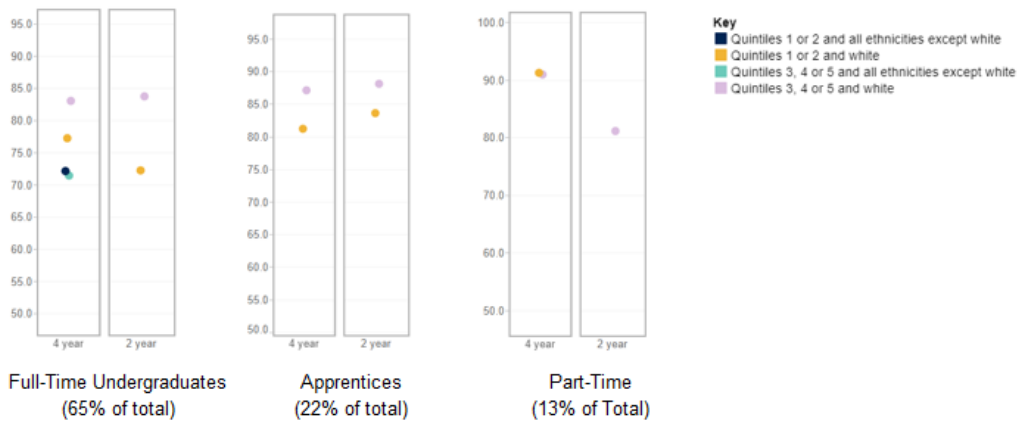 95.0
90.0
85.0
80.0
75.0
70.0
65.0
60.0
55.0
50.0
4 year
2 year
Full-Time Undergraduates
(65% of total)
95.0
90.0
85.0
80.0
75.0
70.0
65.0
60.0
55.0
50.0
4 year
2 year
Apprentices
(22% of total)
100.0
90.0
80.0
70.0
60.0
50.0
4 year
2 year
Part-Time
(13% of Total)
Key
Quintiles 1 or 2 and all ethnicities except white
Quintiles 1 or 2 and white
Quintiles 3, 4 or 5 and all ethnicities except white
Quintiles 3, 4 or 5 and white